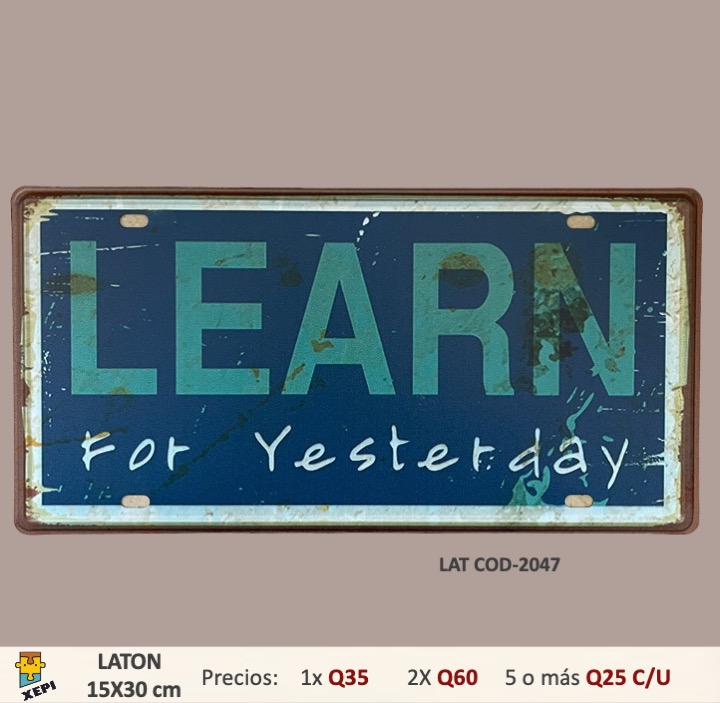 LEARN
For Yesterday
LAT COD-2047
XEPI
LATON
15X30 cm
Precios: 1x Q35 2X Q60 5 o más Q25 C/U